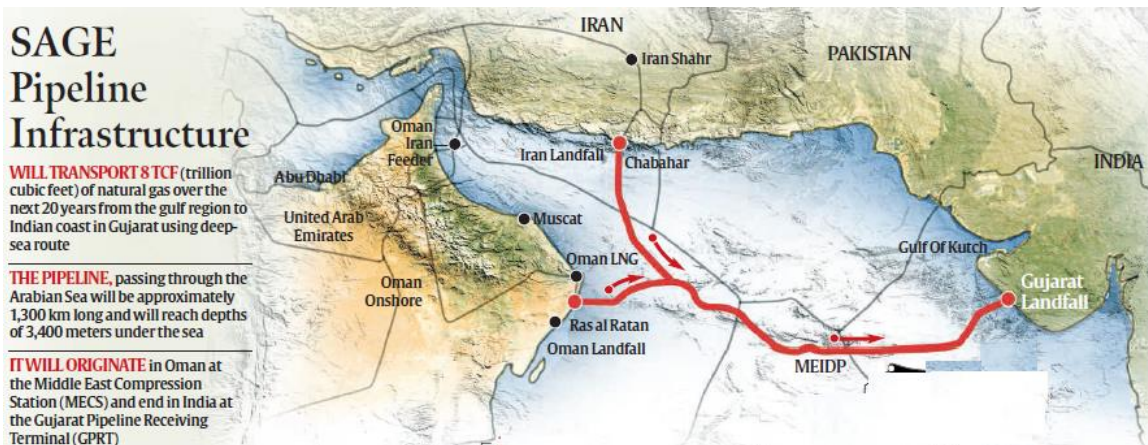 SAGE
Pipeline
Infrastructure
WILL TRANSPORT 8 TCF (trillion
cubic feet) of natural gas over the
next 20 years from the gulf region to
Indian coast in Gujarat using deep-
sea route
THE PIPELINE, passing through the
Arabian Sea will be approximately
1,300 km long and will reach depths
of 3,400 meters under the sea
IT WILL ORIGINATE in Oman at
the Middle East Compression
Station (MECS) and end in India at
the Gujarat Pipeline Receiving
Terminal (GPRT)
IRAN
Iran Shahr
PAKISTAN
INDIA
Oman
Iran
Feeder
Iran Landfall
Chabahar
Abu Dhabi
United Arab
Emirates
Muscat
Gulf Of Kutch
Oman LNG
Oman
Onshore
Gujarat
Landfall
Ras al Ratan
Oman Landfall
MEIDP